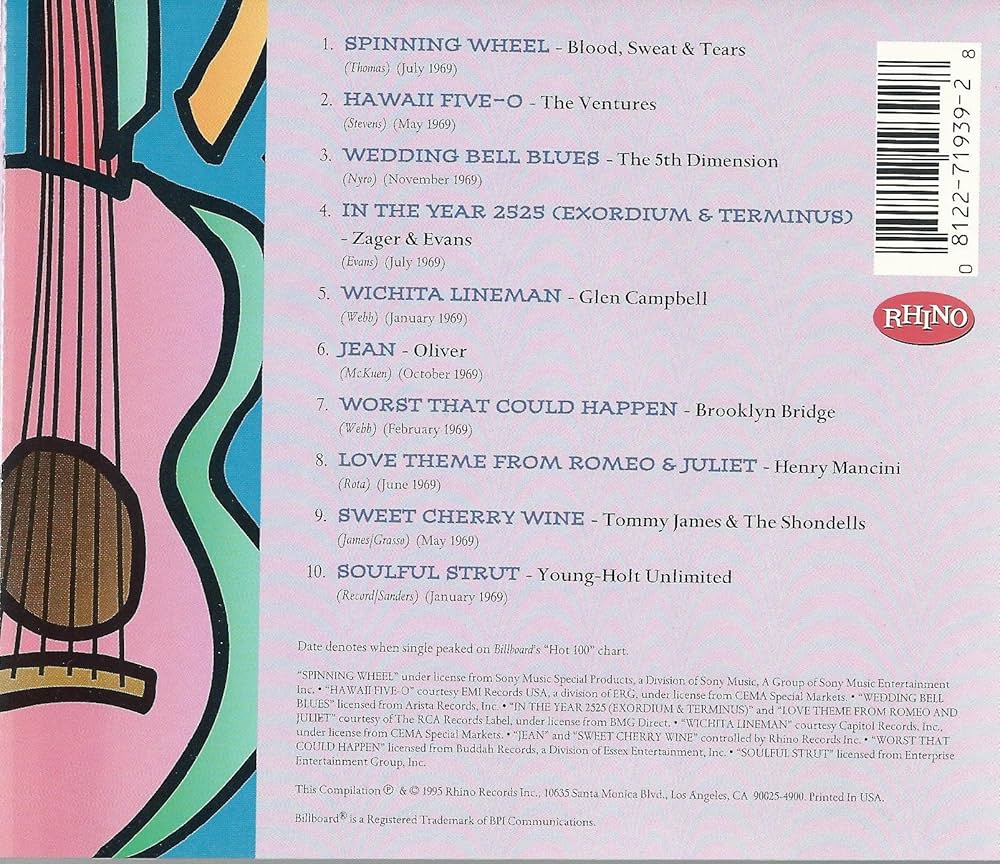 1. SPINNING WHEEL - Blood, Sweat & Tears
(Thomas) (July 1969)
2. HAWAII FIVE-O - The Ventures
(Stevens) (May 1969)
3. WEDDING BELL BLUES - The 5th Dimension
(Nyro) (November 1969)
4. IN THE YEAR 2525 (EXORDIUM & TERMINUS)
- Zager & Evans
(Evans) (July 1969)
5. WICHITA LINEMAN - Glen Campbell
(Webb) (January 1969)
6. JEAN - Oliver
(McKuen) (October 1969)
7. WORST THAT COULD HAPPEN - Brooklyn Bridge
(Webb) (February 1969)
8. LOVE THEME FROM ROMEO & JULIET - Henry Mancini
(Rota) (June 1969)
9. SWEET CHERRY WINE - Tommy James & The Shondells
(James/Grasso) (May 1969)
10. SOULFUL STRUT - Young-Holt Unlimited
(Record/Sanders) (January 1969)
0 8122-71939-2 8
RHINO
Date denotes when single peaked on Billboard's "Hot 100" chart.
"SPINNING WHEEL" under license from Sony Music Special Products, a Division of Sony Music, A Group of Sony Music Entertainment
Inc. • "HAWAII FIVE-O" courtesy EMI Records USA, a division of ERG, under license from CEMA Special Markets. • "WEDDING BELL
BLUES" licensed from Arista Records, Inc. • "IN THE YEAR 2525 (EXORDIUM & TERMINUS)" and "LOVE THEME FROM ROMEO AND
JULIET" courtesy of The RCA Records Label, under license from BMG Direct. • "WICHITA LINEMAN" courtesy Capitol Records, Inc.,
under license from CEMA Special Markets. • "JEAN" and "SWEET CHERRY WINE" controlled by Rhino Records Inc. • "WORST THAT
COULD HAPPEN" licensed from Buddah Records, a Division of Essex Entertainment, Inc. • "SOULFUL STRUT" licensed from Enterprise
Entertainment Group, Inc.
This Compilation ℗ & © 1995 Rhino Records Inc., 10635 Santa Monica Blvd., Los Angeles, CA 90025-4900. Printed In USA.
Billboard® is a Registered Trademark of BPI Communications.